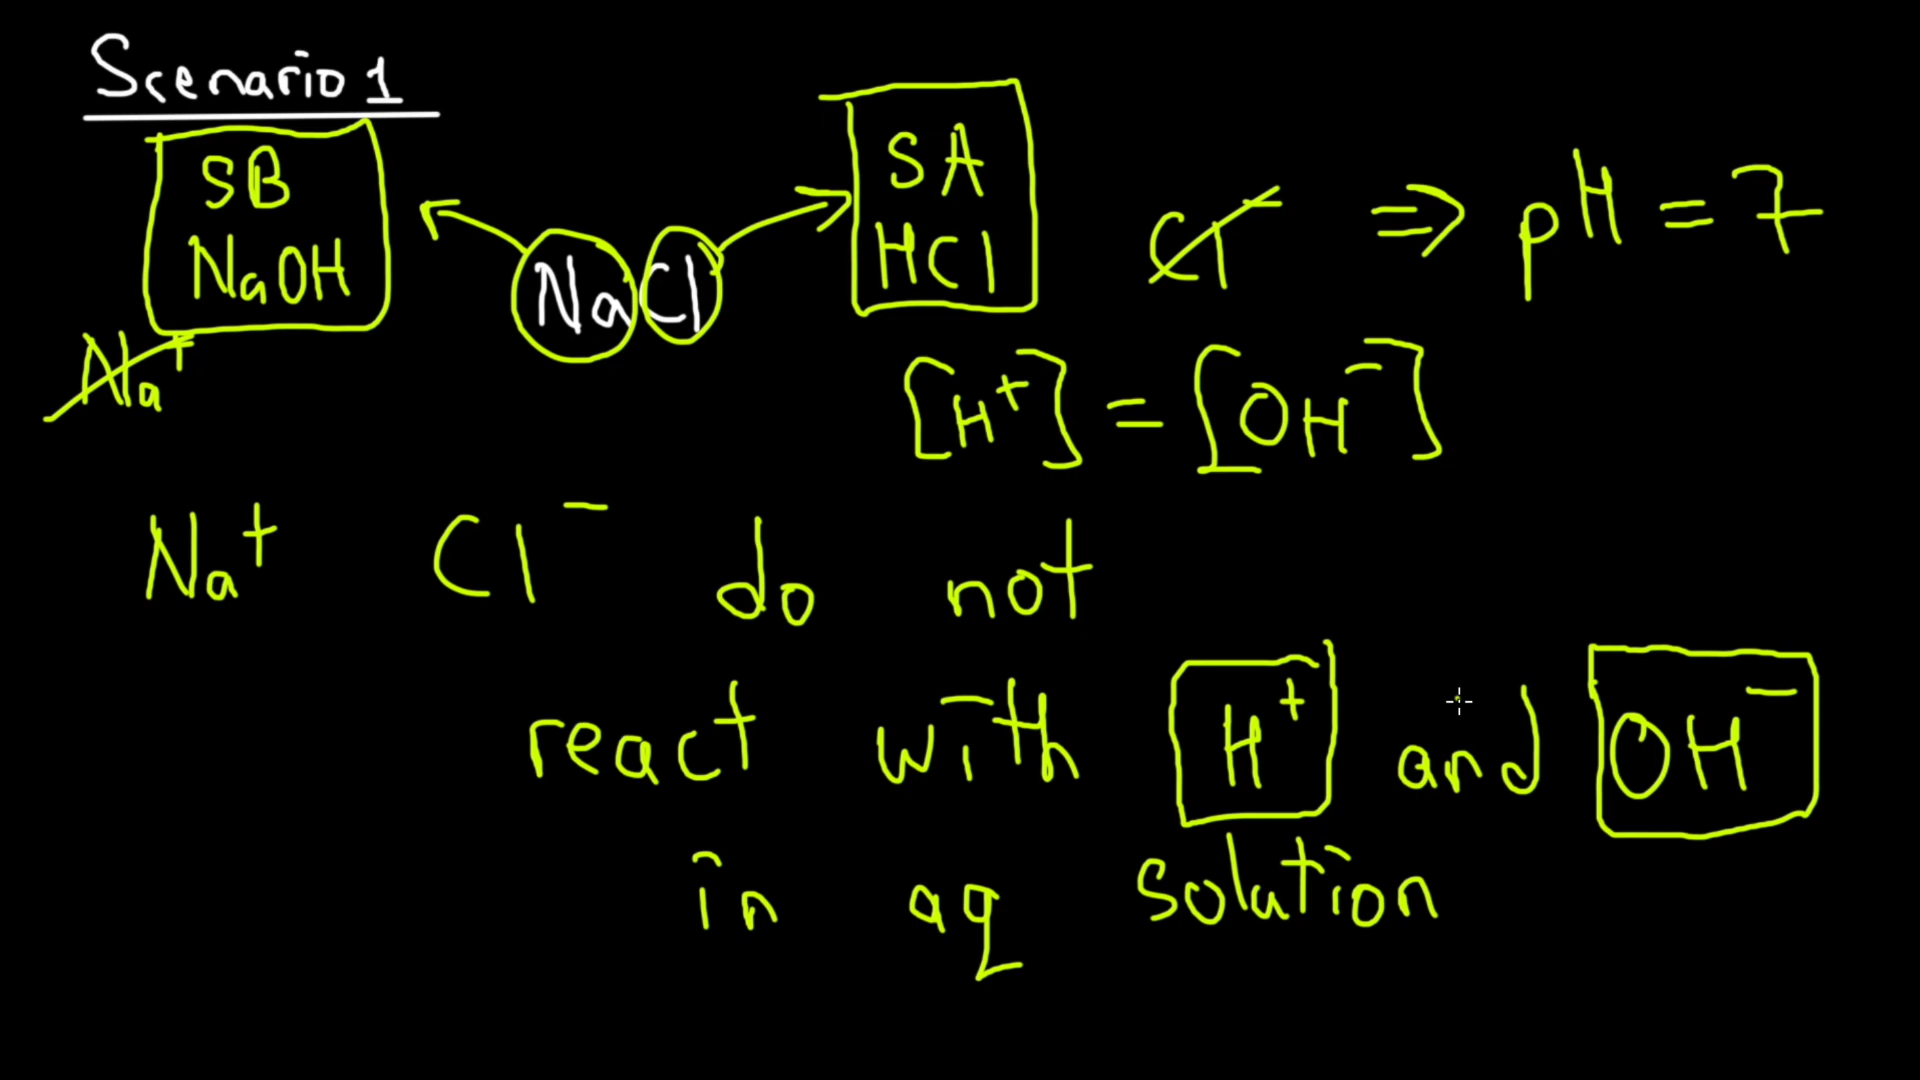 Scenario 1
SB
NaOH
Na⁺
NaCl
SA
HCl
Cl⁻ ⇒ pH = 7
[H⁺] = [OH⁻]
Na⁺ Cl⁻ do not
react with H⁺ and OH⁻
in aq solution